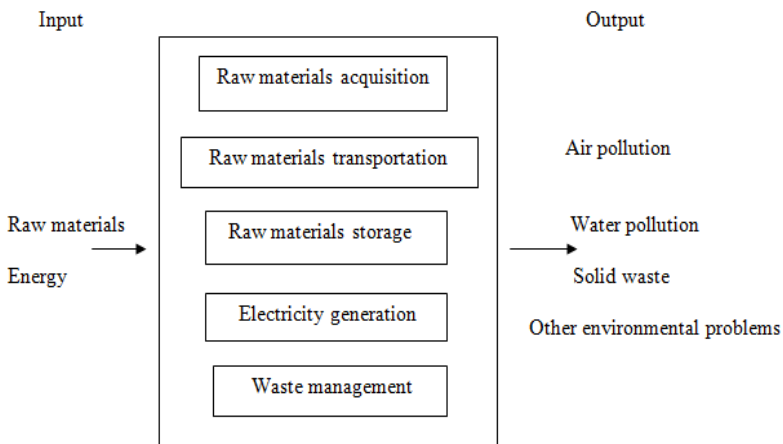 Input
Output
Raw materials acquisition
Raw materials transportation
Air pollution
Raw materials
Raw materials storage
Water pollution
Energy
Solid waste
Electricity generation
Other environmental problems
Waste management